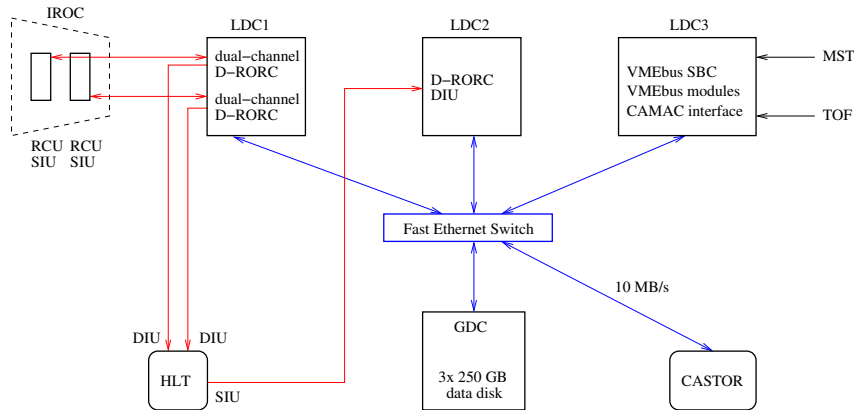 IROC
LDC1
LDC2
LDC3
dual-channel
D-RORC
dual-channel
D-RORC
D-RORC
DIU
VMEbus SBC
VMEbus modules
CAMAC interface
MST
TOF
RCU RCU
SIU SIU
Fast Ethernet Switch
10 MB/s
DIU
DIU
HLT
SIU
GDC
3x 250 GB
data disk
CASTOR